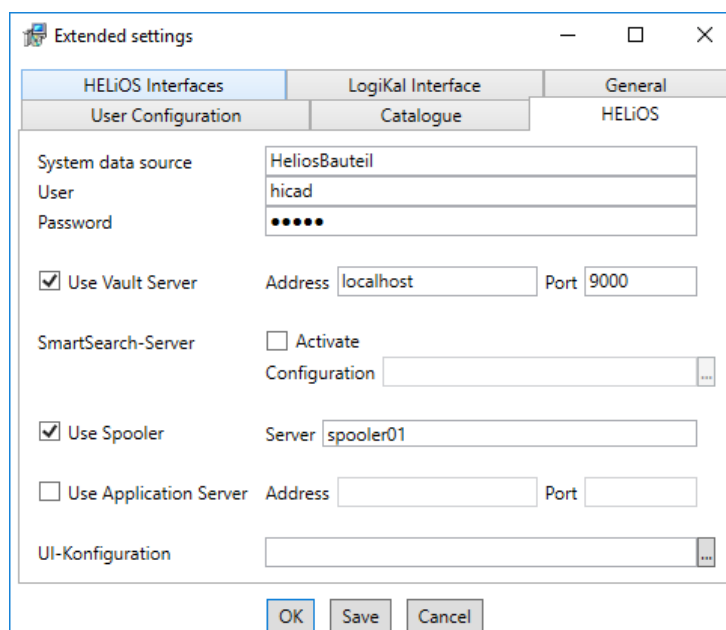 Extended settings
HELiOS Interfaces LogiKal Interface General
User Configuration Catalogue HELiOS
System data source HeliosBauteil
User hicad
Password ●●●●●
Use Vault Server Address localhost Port 9000
SmartSearch-Server Activate
Configuration ...
Use Spooler Server spooler01
Use Application Server Address Port
UI-Konfiguration ...
OK Save Cancel